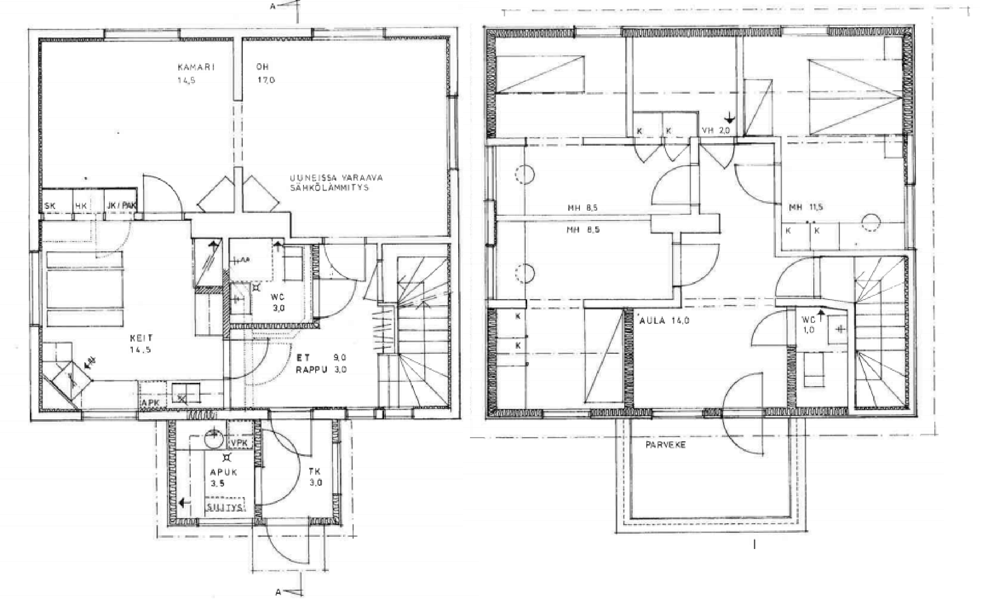 A
KAMARI
14,5
OH
17,0
UUNEISSA VARAAVA
SÄHKÖLÄMMITYS
SK
HK
JK/PAK
WC
3,0
KEIT
14,5
ET 9,0
RAPPU 3,0
APK
VPK
APUK
3,5
SILITYS
TK
3,0
A
K
K
VH 2,0
MH 8,5
MH 8,5
MH 11,5
K
K
K
K
AULA 14,0
WC
1,0
PARVEKE